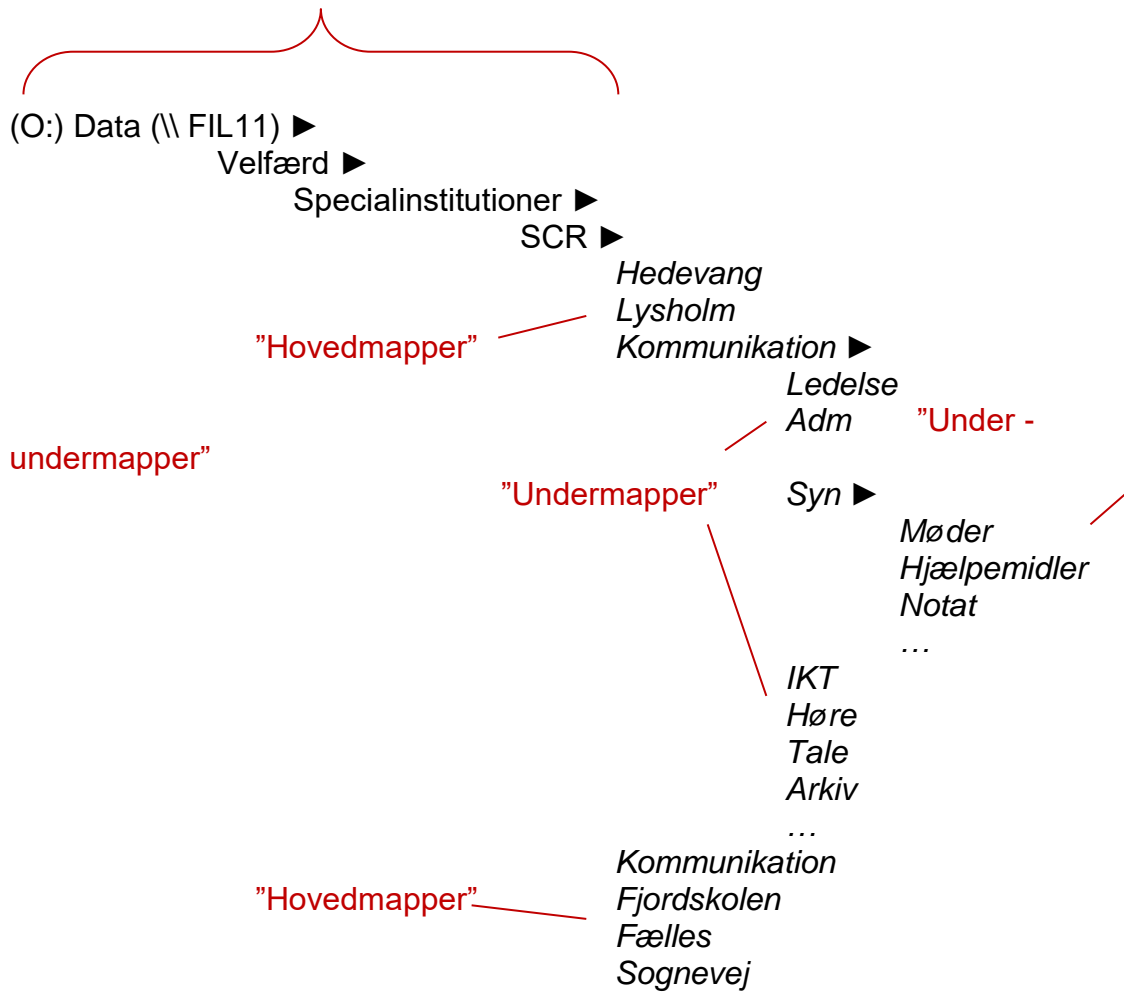 (O:) Data (\\ FIL11) ►
Velfærd ►
Specialinstitutioner ►
SCR ►
Hedevang
Lysholm
”Hovedmapper” Kommunikation ►
Ledelse
Adm ”Under -
undermapper”
”Undermapper” Syn ►
Møder
Hjælpemidler
Notat
…
IKT
Høre
Tale
Arkiv
…
Kommunikation
”Hovedmapper” Fjordskolen
Fælles
Sognevej